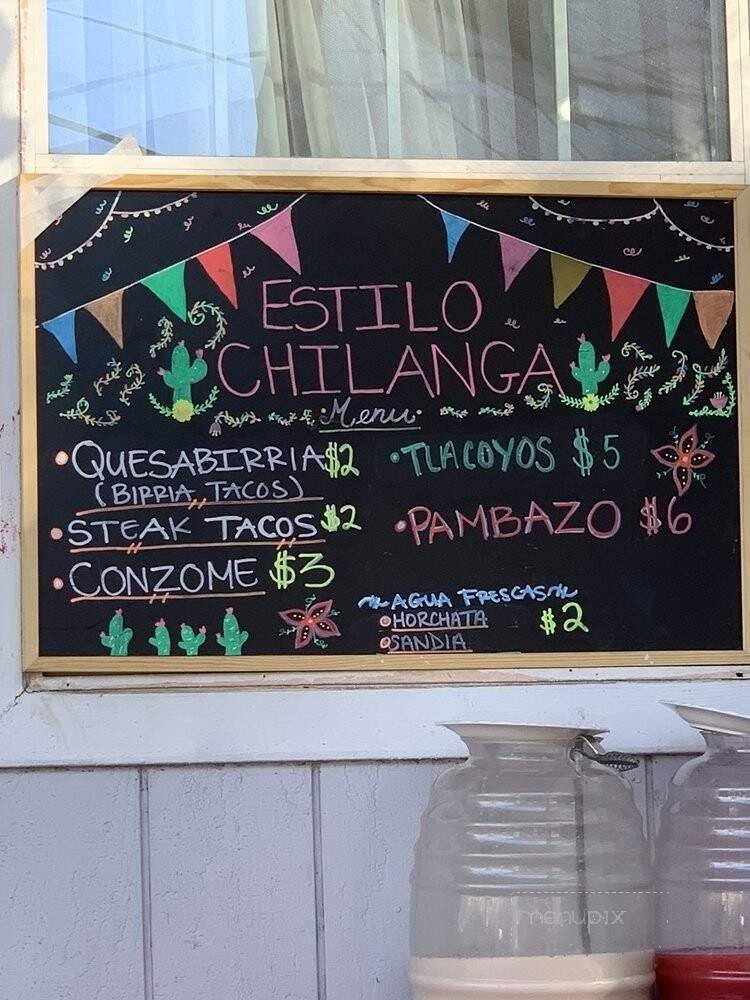 ESTILO
CHILANGA
Menu
• QUESABIRRIA $2
(BIRRIA TACOS)
• STEAK TACOS $2
• CONZOME $3
• TLACOYOS $5
• PAMBAZO $6
~AGUA FRESCAS~
• HORCHATA
• SANDIA
$2
menupix